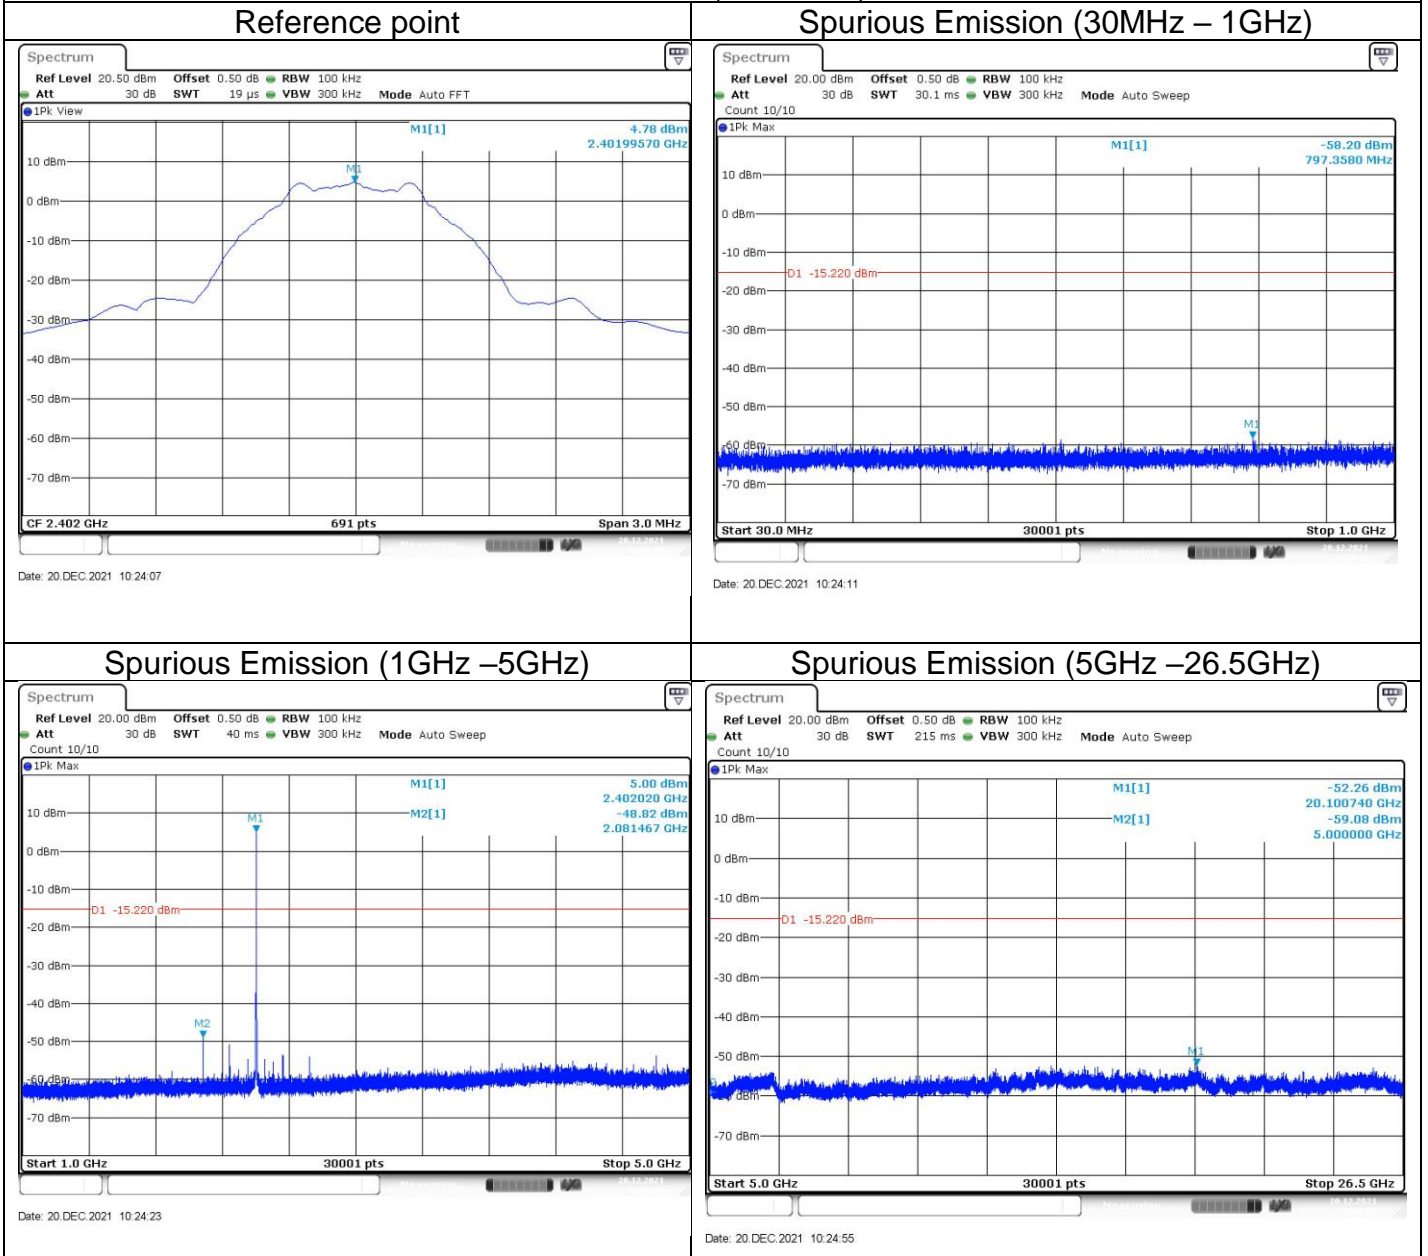 Reference point
Spectrum
Ref Level 20.50 dBm Offset 0.50 dB RBW 100 kHz
Att 30 dB SWT 19 µs VBW 300 kHz Mode Auto FFT
1Pk View
M1[1] 4.78 dBm
2.40199570 GHz
M1
10 dBm
0 dBm
-10 dBm
-20 dBm
-30 dBm
-40 dBm
-50 dBm
-60 dBm
-70 dBm
CF 2.402 GHz 691 pts Span 3.0 MHz
Date: 20.DEC.2021 10:24:07
Spurious Emission (30MHz – 1GHz)
Spectrum
Ref Level 20.00 dBm Offset 0.50 dB RBW 100 kHz
Att 30 dB SWT 30.1 ms VBW 300 kHz Mode Auto Sweep
Count 10/10
1Pk Max
M1[1] -58.20 dBm
797.3580 MHz
10 dBm
0 dBm
-10 dBm
D1 -15.220 dBm
-20 dBm
-30 dBm
-40 dBm
-50 dBm
M1
-60 dBm
-70 dBm
Start 30.0 MHz 30001 pts Stop 1.0 GHz
Date: 20.DEC.2021 10:24:11
Spurious Emission (1GHz –5GHz)
Spectrum
Ref Level 20.00 dBm Offset 0.50 dB RBW 100 kHz
Att 30 dB SWT 40 ms VBW 300 kHz Mode Auto Sweep
Count 10/10
1Pk Max
M1[1] 5.00 dBm
2.402020 GHz
M2[1] -48.82 dBm
2.081467 GHz
10 dBm
M1
0 dBm
-10 dBm
D1 -15.220 dBm
-20 dBm
-30 dBm
-40 dBm
M2
-50 dBm
-60 dBm
-70 dBm
Start 1.0 GHz 30001 pts Stop 5.0 GHz
Date: 20.DEC.2021 10:24:23
Spurious Emission (5GHz –26.5GHz)
Spectrum
Ref Level 20.00 dBm Offset 0.50 dB RBW 100 kHz
Att 30 dB SWT 215 ms VBW 300 kHz Mode Auto Sweep
Count 10/10
1Pk Max
M1[1] -52.26 dBm
20.100740 GHz
M2[1] -59.08 dBm
5.000000 GHz
10 dBm
0 dBm
-10 dBm
D1 -15.220 dBm
-20 dBm
-30 dBm
-40 dBm
-50 dBm
M1
dBm
-70 dBm
Start 5.0 GHz 30001 pts Stop 26.5 GHz
Date: 20.DEC.2021 10:24:55